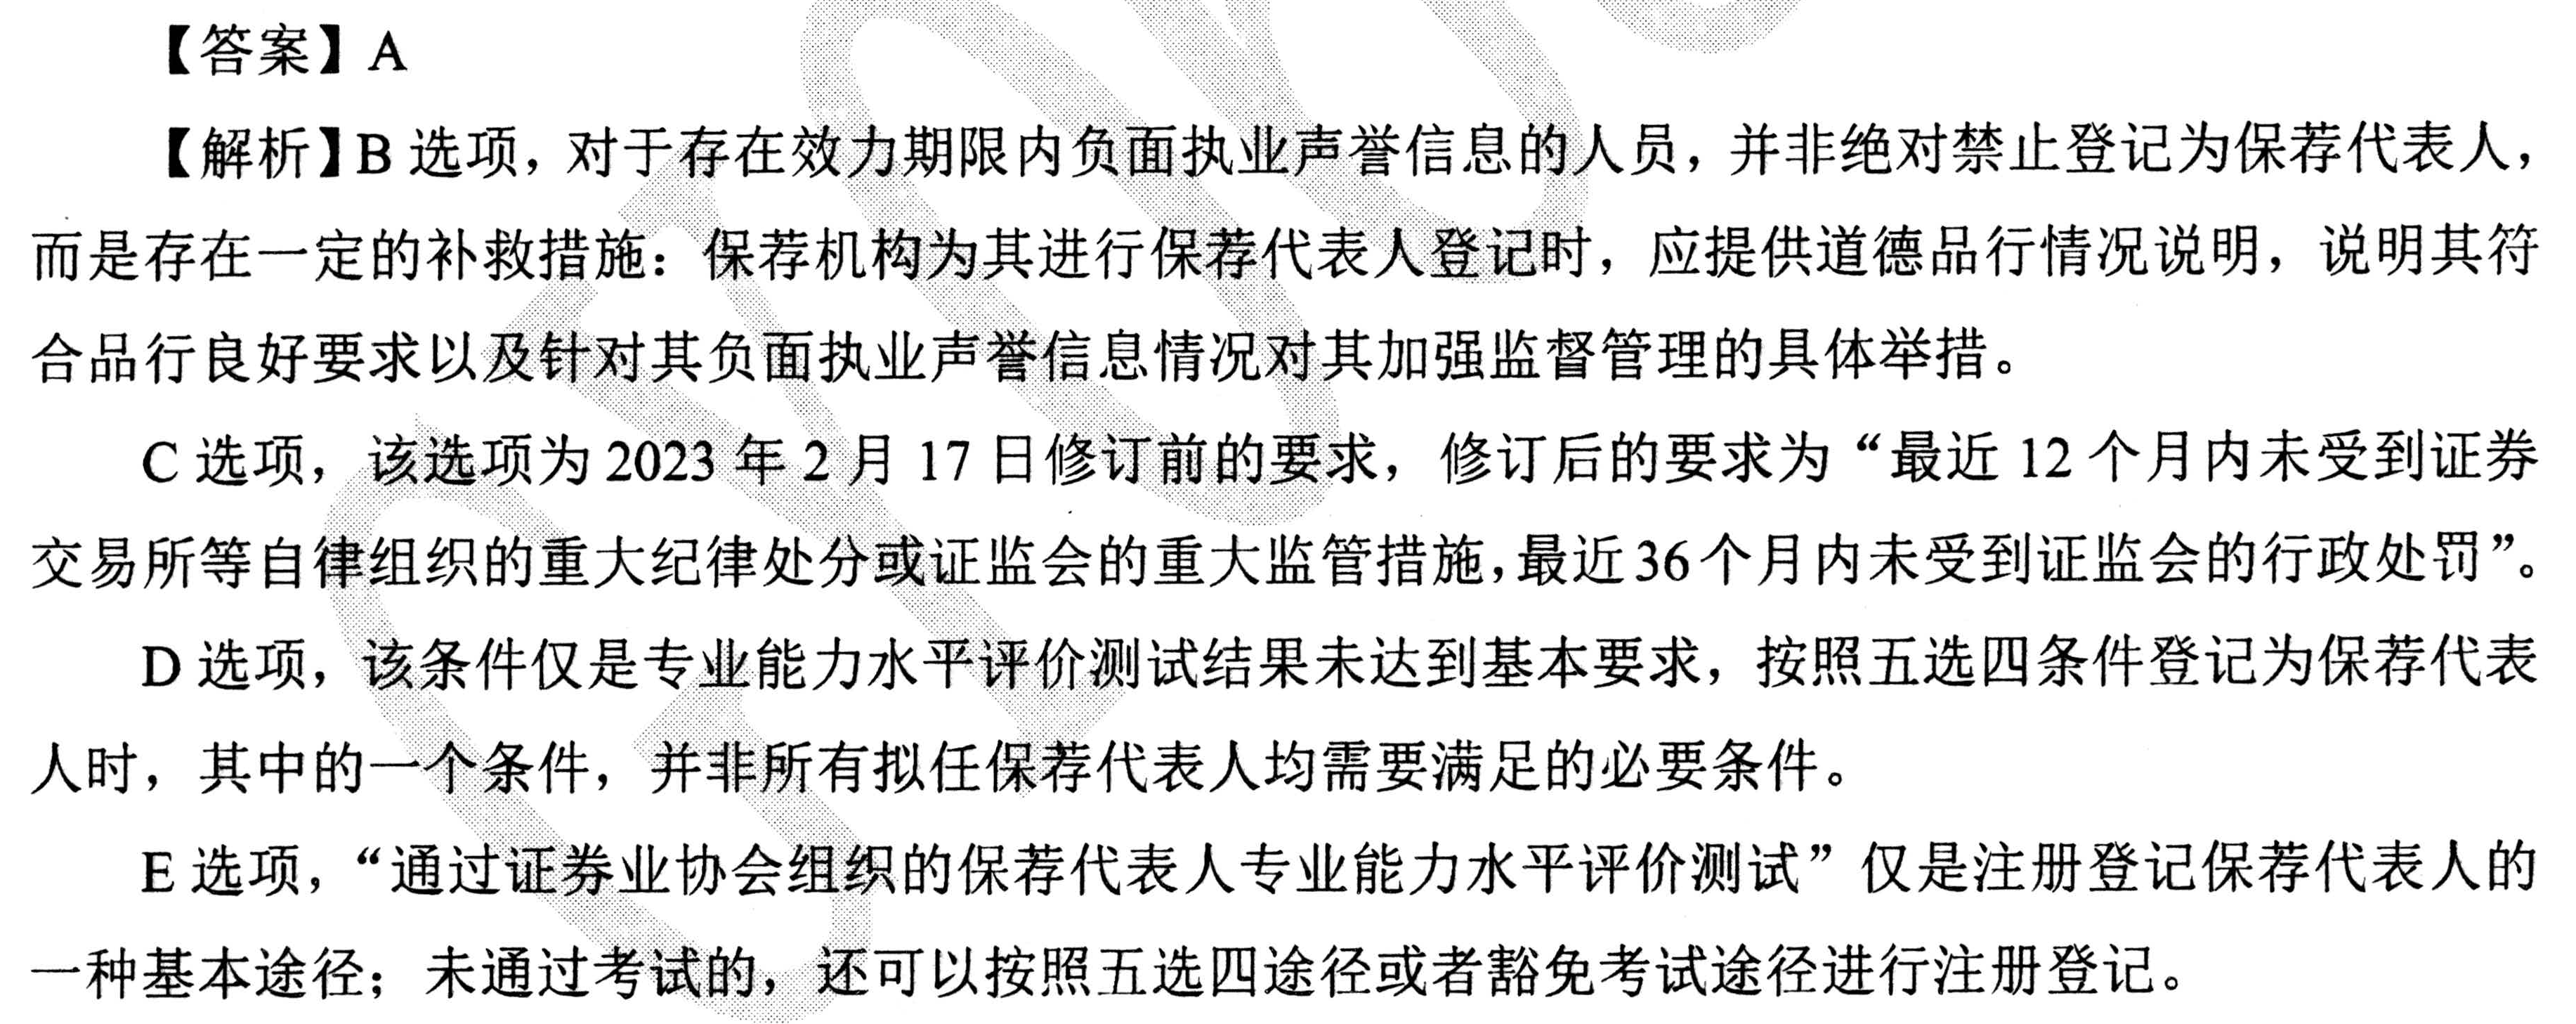 【答案】A
【解析】B 选项，对于存在效力期限内负面执业声誉信息的人员，并非绝对禁止登记为保荐代表人，
而是存在一定的补救措施：保荐机构为其进行保荐代表人登记时，应提供道德品行情况说明，说明其符
合品行良好要求以及针对其负面执业声誉信息情况对其加强监督管理的具体举措。
C 选项，该选项为 2023 年 2 月 17 日修订前的要求，修订后的要求为“最近 12 个月内未受到证券
交易所等自律组织的重大纪律处分或证监会的重大监管措施，最近 36 个月内未受到证监会的行政处罚”。
D 选项，该条件仅是专业能力水平评价测试结果未达到基本要求，按照五选四条件登记为保荐代表
人时，其中的一个条件，并非所有拟任保荐代表人均需要满足的必要条件。
E 选项，“通过证券业协会组织的保荐代表人专业能力水平评价测试”仅是注册登记保荐代表人的
一种基本途径；未通过考试的，还可以按照五选四途径或者豁免考试途径进行注册登记。